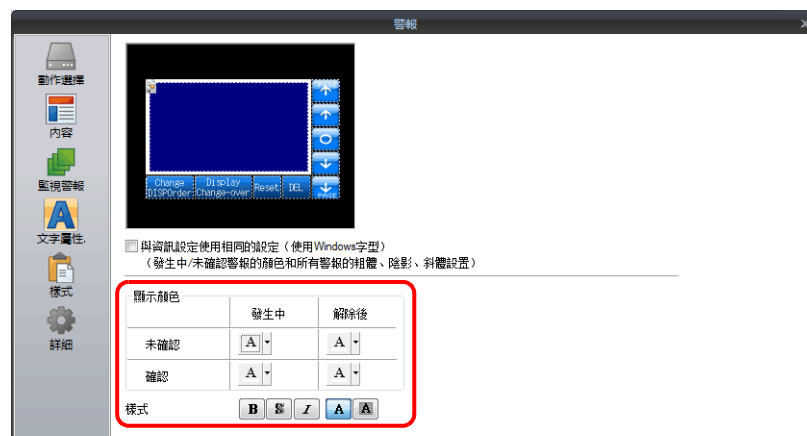 警報
x
動作選擇
內容
監視警報
文字屬性.
樣式
詳細
Change
DISPOrder
Display
Change-over
Reset
DEL
PAGE
與資訊設定使用相同的設定（使用Windows字型）
（發生中/未確認警報的顏色和所有警報的粗體、陰影、斜體設置）
顯示顏色
發生中 解除後
未確認 A A
確認 A A
樣式 B S I A A